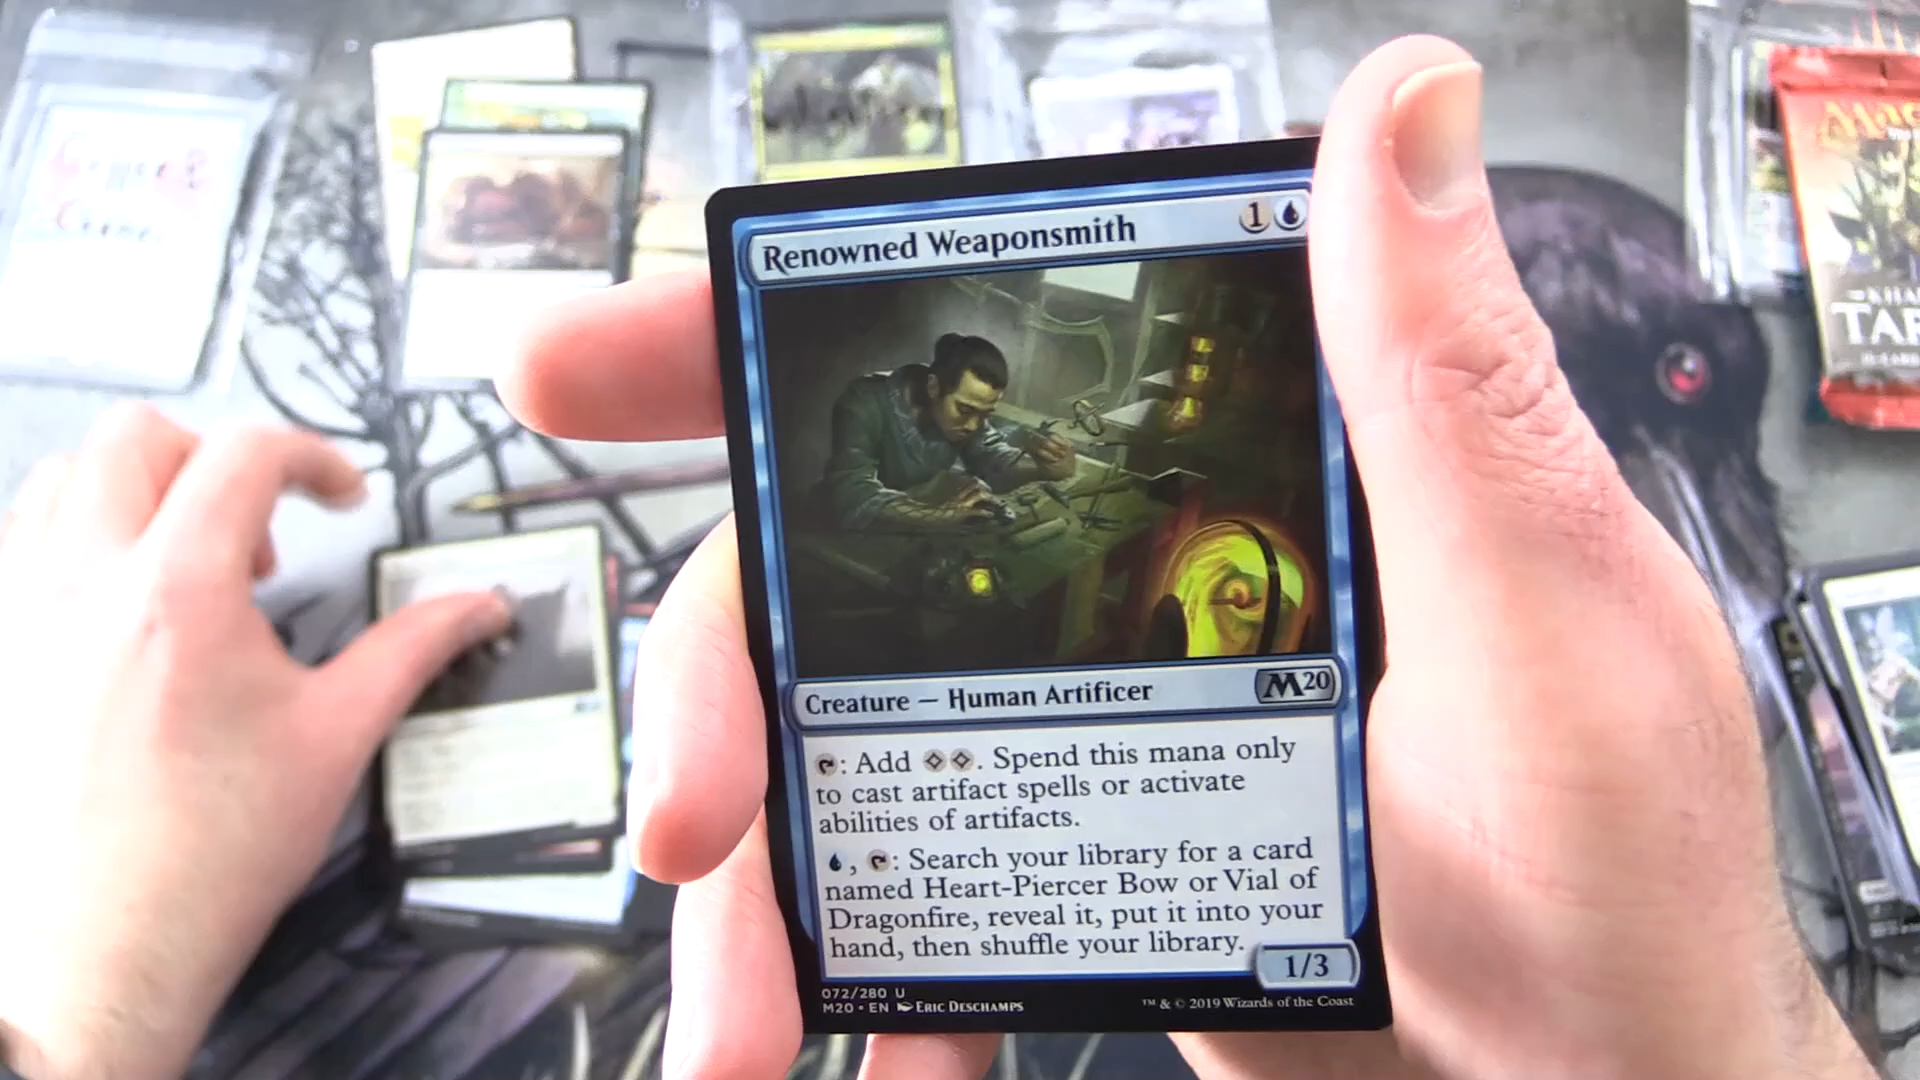 Renowned Weaponsmith
1
Creature — Human Artificer
M20
: Add . Spend this mana only
to cast artifact spells or activate
abilities of artifacts.
, : Search your library for a card
named Heart-Piercer Bow or Vial of
Dragonfire, reveal it, put it into your
hand, then shuffle your library.
1/3
072/280 U
M20 • EN Eric Deschamps
™ & © 2019 Wizards of the Coast